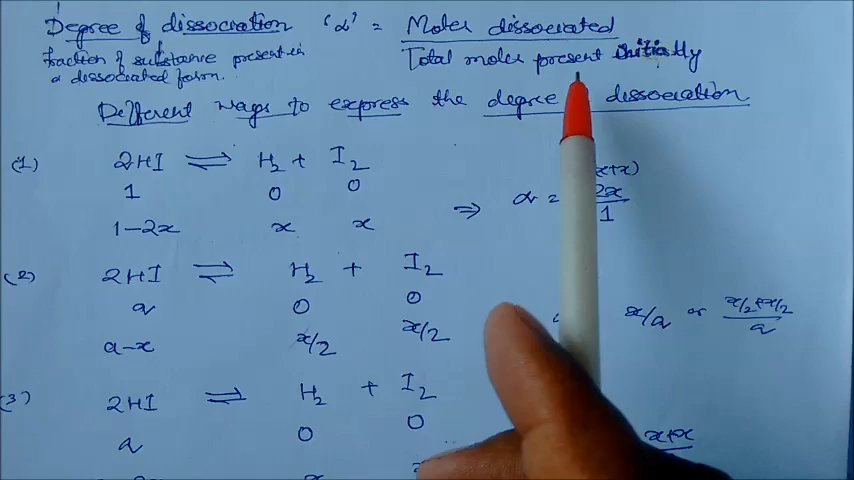 Degree of dissociation 'α' = Moles dissociated
Total moles present initially
fraction of substance present in
a dissociated form.
Different ways to express the degree dissociation
(1) 2HI ⇌ H₂ + I₂
1 0 0
1-2x x x
⇒ α = 2x/1
x+x)
(2) 2HI ⇌ H₂ + I₂
a 0 0
a-x x/2 x/2
x/a or x/2+x/2
a
(3) 2HI ⇌ H₂ + I₂
a 0 0
x+x